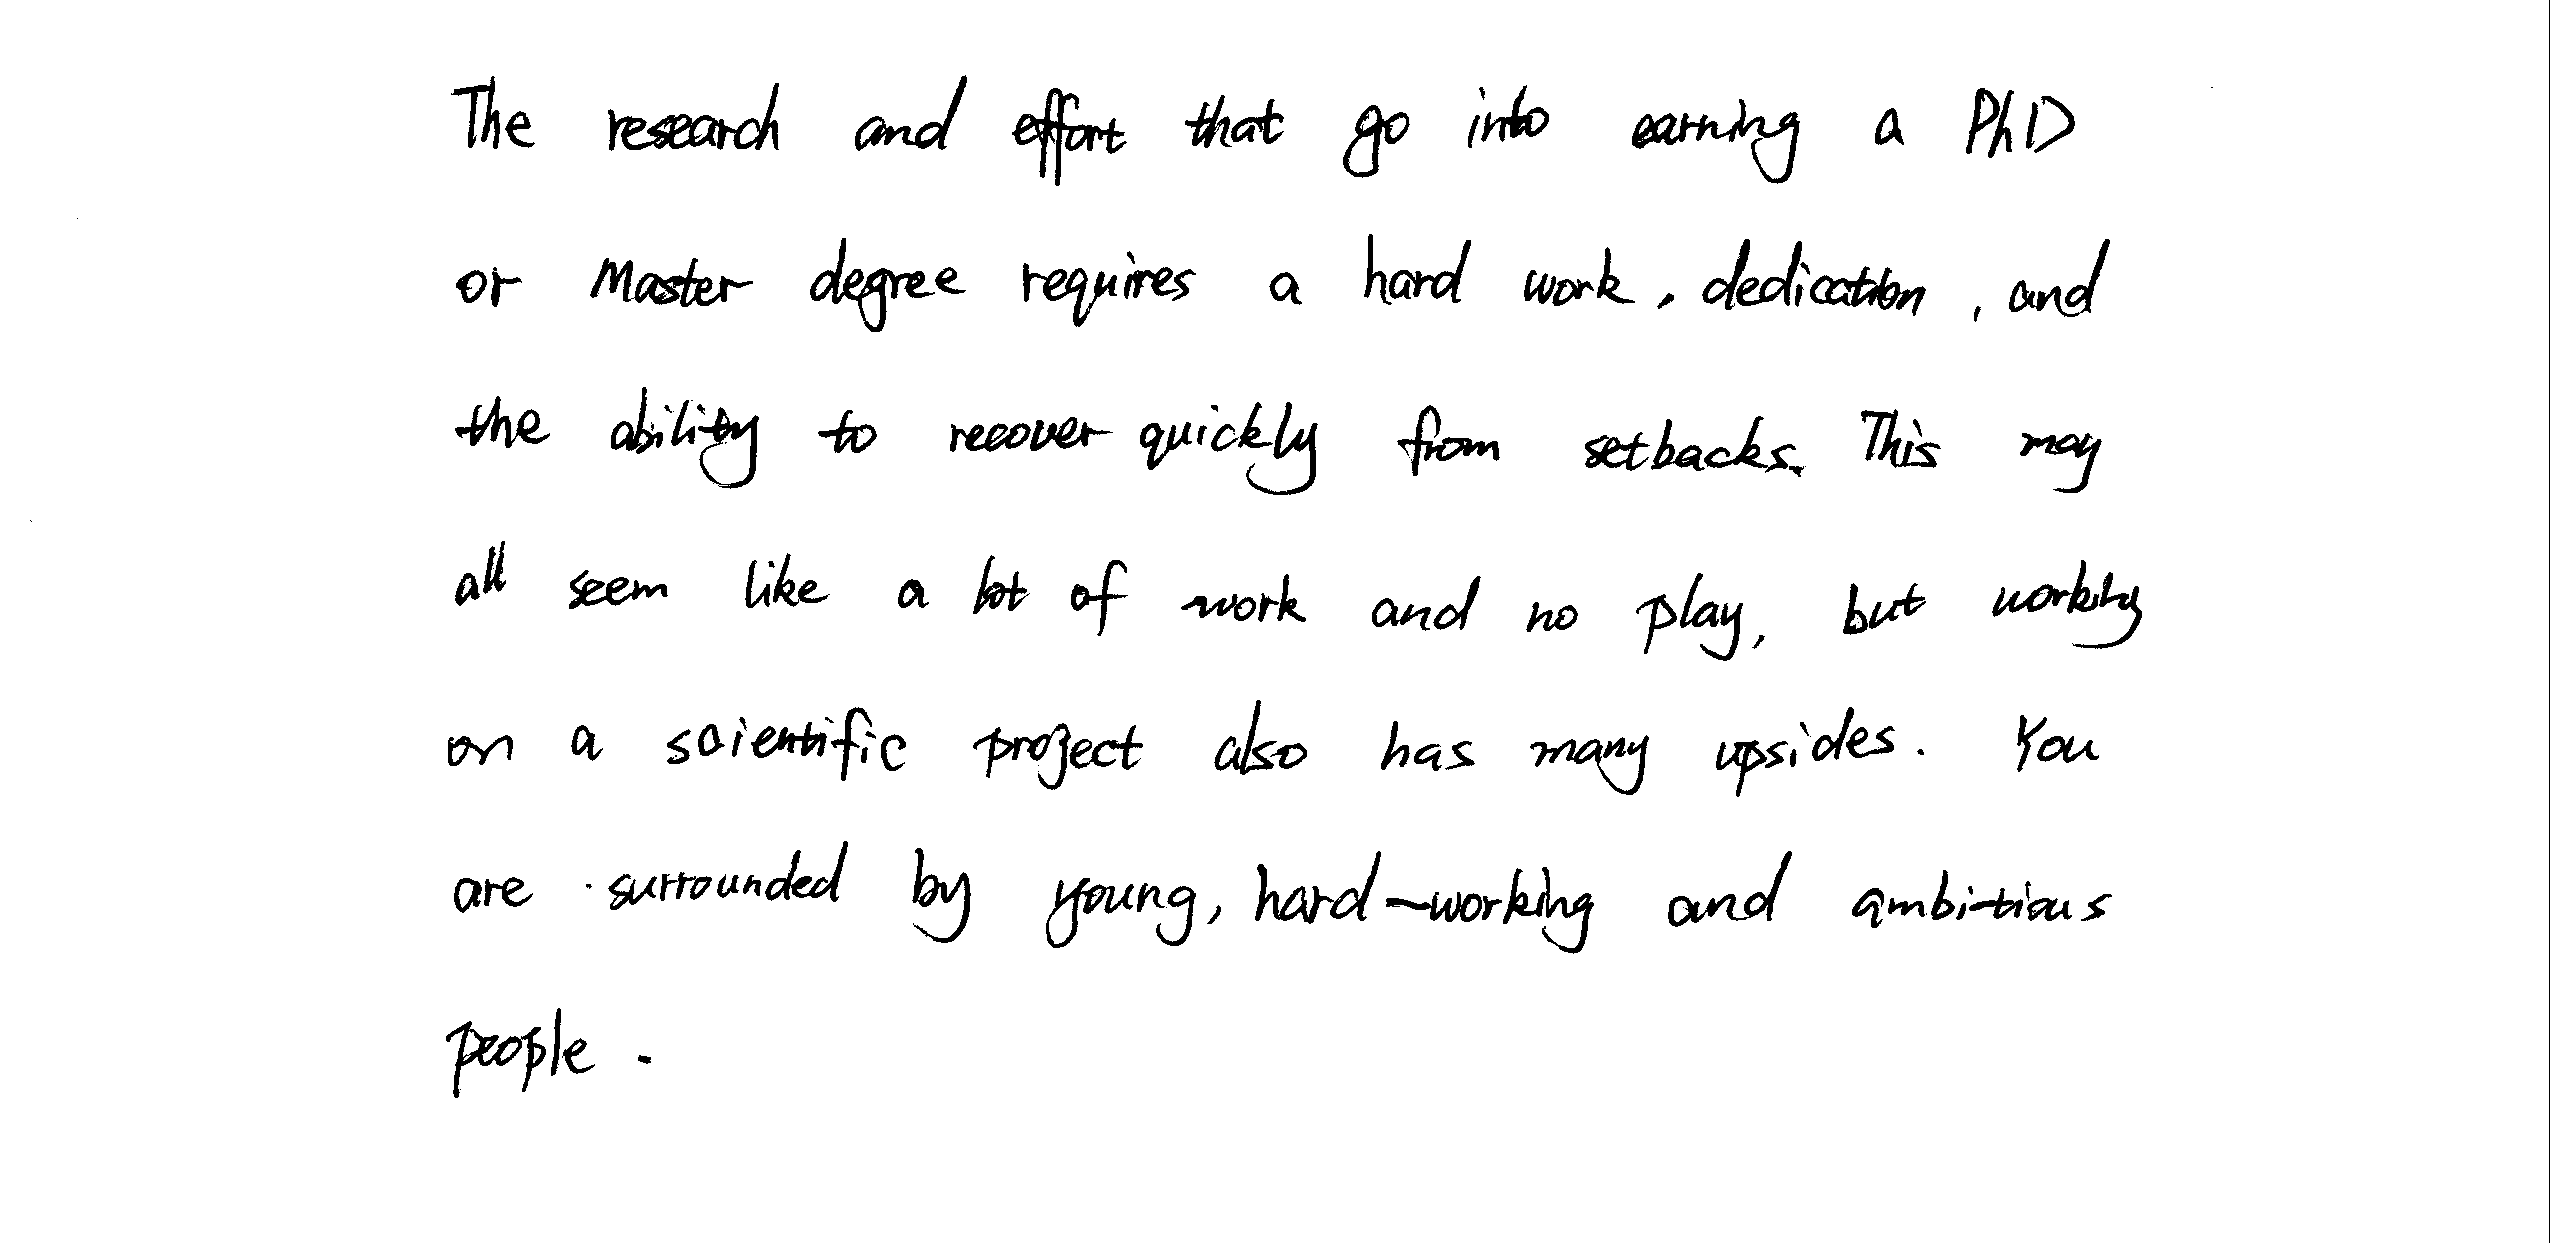 The research and effort that go into earning a PhD
or Master degree requires a hard work, dedication, and
the ability to recover quickly from setbacks. This may
all seem like a lot of work and no play, but working
on a scientific project also has many upsides. You
are surrounded by young, hard-working and ambitious
people.